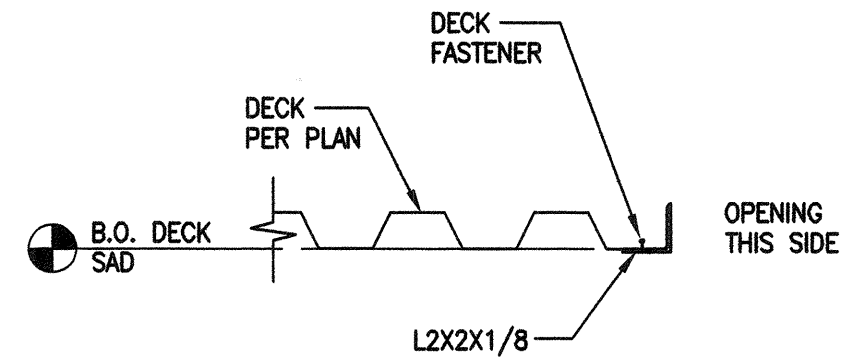 DECK
FASTENER
DECK
PER PLAN
OPENING
THIS SIDE
B.O. DECK
SAD
L2X2X1/8